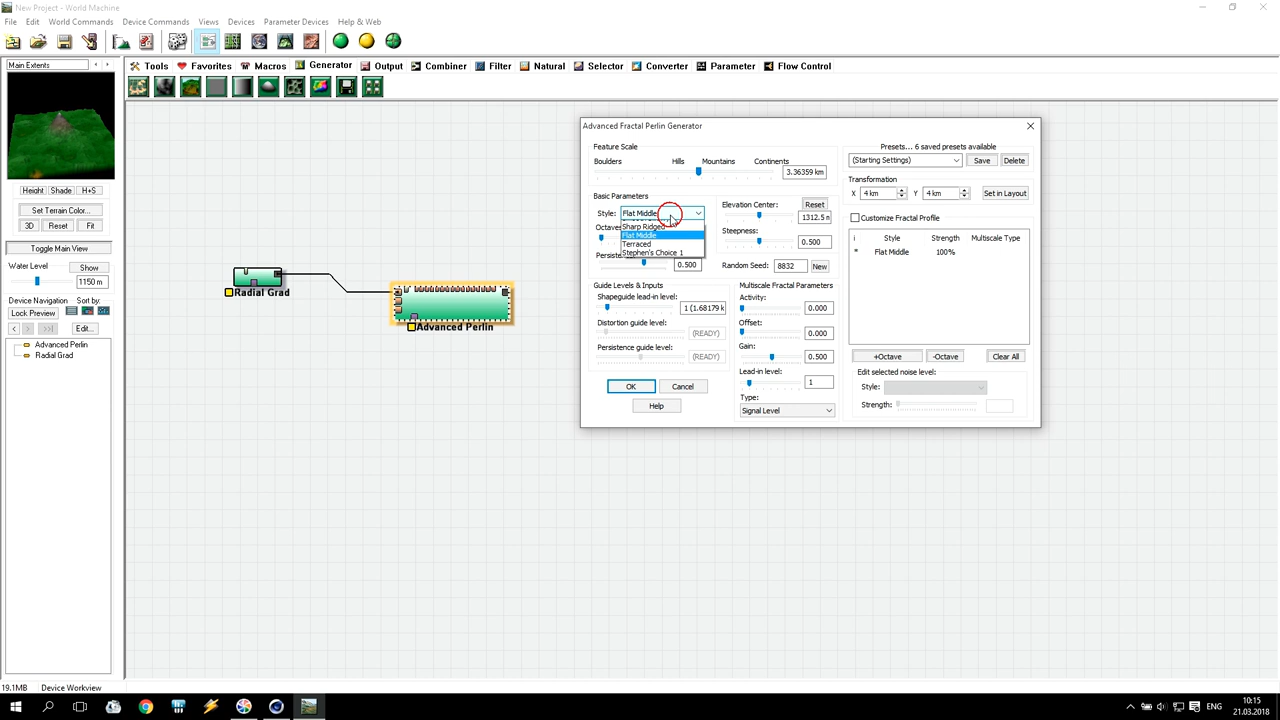 New Project - World Machine
File Edit World Commands Device Commands Views Devices Parameter Devices Help & Web
Main Extents
Tools Favorites Macros Generator Output Combiner Filter Natural Selector Converter Parameter Flow Control
Height Shade H+S
Set Terrain Color...
3D Reset Fit
Toggle Main View
Water Level Show
1150 m
Device Navigation Sort by:
Lock Preview
< > >>| Edit...
Advanced Perlin
Radial Grad
Radial Grad
Advanced Perlin
Advanced Fractal Perlin Generator
Feature Scale
Boulders Hills Mountains Continents
3.36359 km
Basic Parameters
Style: Flat Middle
Sharp Ridged
Flat Middle
Terraced
Stephen's Choice 1
Octaves
Persist
0.500
Elevation Center: Reset
1312.5 m
Steepness:
0.500
Random Seed: 8832 New
Guide Levels & Inputs
Shapeguide lead-in level:
1 (1.68179 k
Distortion guide level:
(READY)
Persistence guide level:
(READY)
OK Cancel
Help
Multiscale Fractal Parameters
Activity:
0.000
Offset:
0.000
Gain:
0.500
Lead-in level:
1
Type:
Signal Level
Presets... 6 saved presets available
(Starting Settings) Save Delete
Transformation
X 4 km Y 4 km Set in Layout
Customize Fractal Profile
i Style Strength Multiscale Type
* Flat Middle 100%
+Octave -Octave Clear All
Edit selected noise level:
Style:
Strength:
19.1MB Device Workview
ENG
10:15
21.03.2018